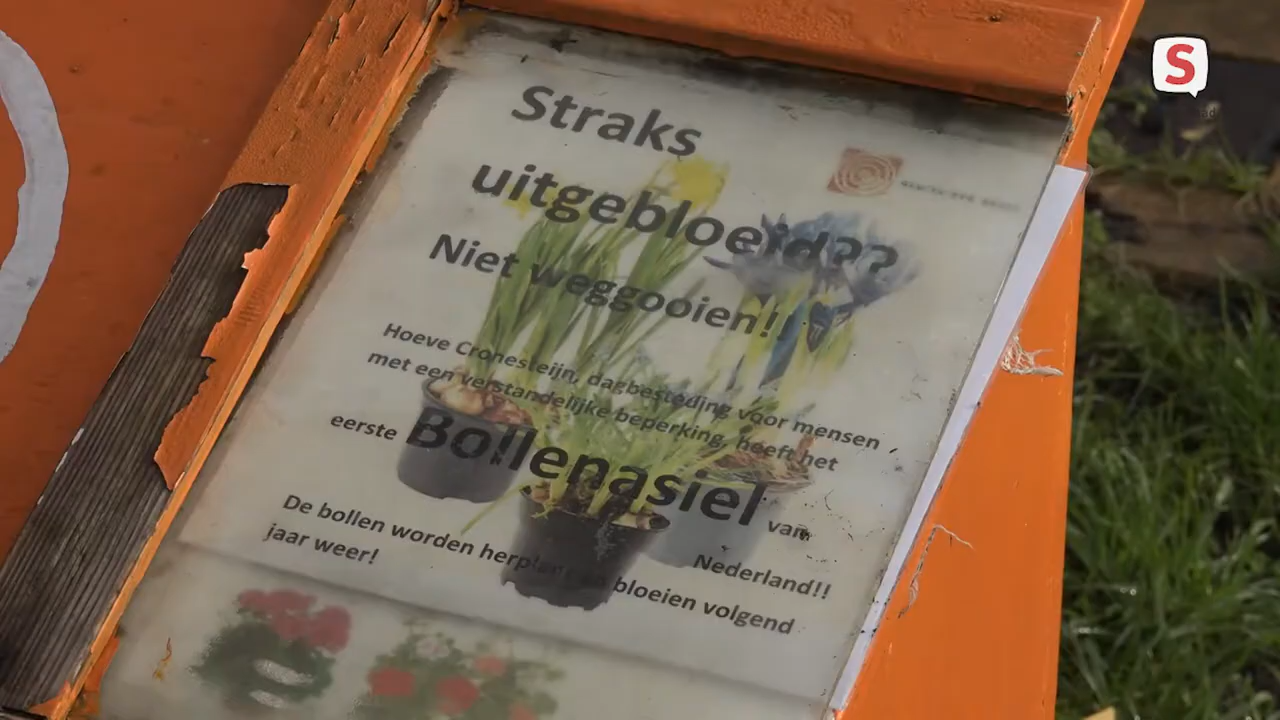 S
Straks
uitgebloeid??
Niet weggooien!!
Hoeve Cronesteijn, dagbesteding voor mensen
met een verstandelijke beperking, heeft het
eerste Bollenasiel van
Nederland!!
De bollen worden herplant en bloeien volgend
jaar weer!